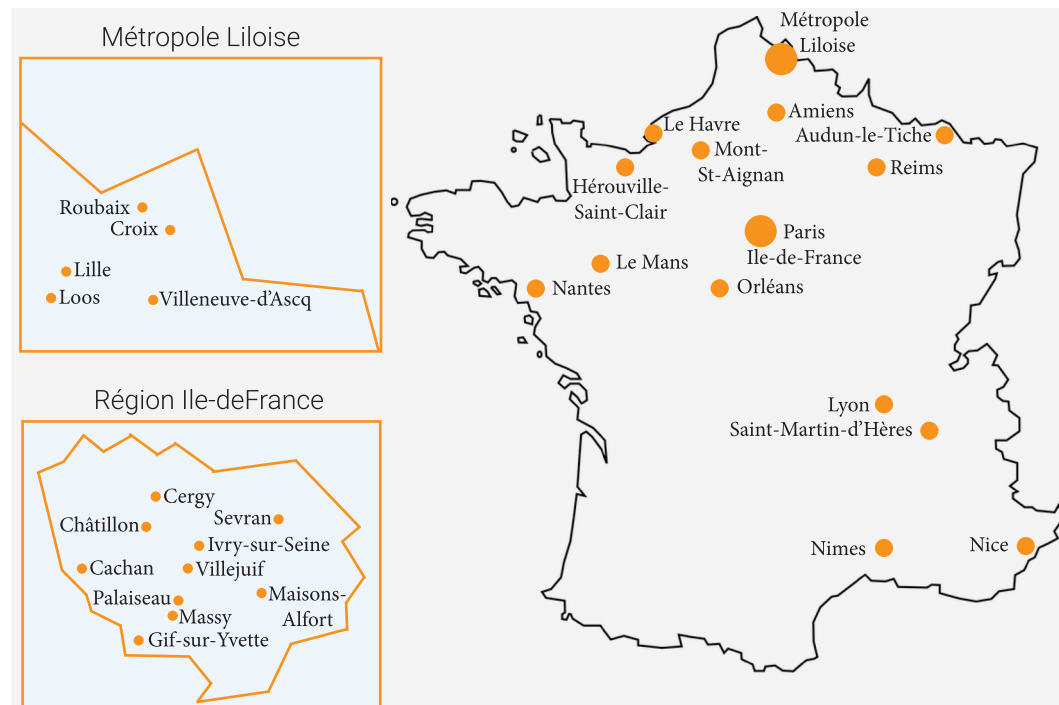 Métropole Liloise
Roubaix
Croix
Lille
Loos
Villeneuve-d'Ascq
Région Ile-deFrance
Cergy
Châtillon
Sevran
Ivry-sur-Seine
Cachan
Villejuif
Palaiseau
Maisons-
Alfort
Massy
Gif-sur-Yvette
Métropole
Liloise
Amiens
Le Havre
Audun-le-Tiche
Mont-
St-Aignan
Reims
Hérouville-
Saint-Clair
Paris
Ile-de-France
Le Mans
Nantes
Orléans
Lyon
Saint-Martin-d'Hères
Nimes
Nice